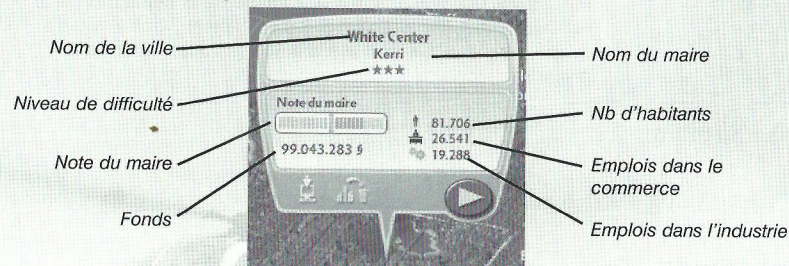 Nom de la ville
Niveau de difficulté
Note du maire
Fonds
White Center
Kerri
★★★
Note du maire
99.043.283 §
81.706
26.541
19.288
Nom du maire
Nb d'habitants
Emplois dans le
commerce
Emplois dans l'industrie